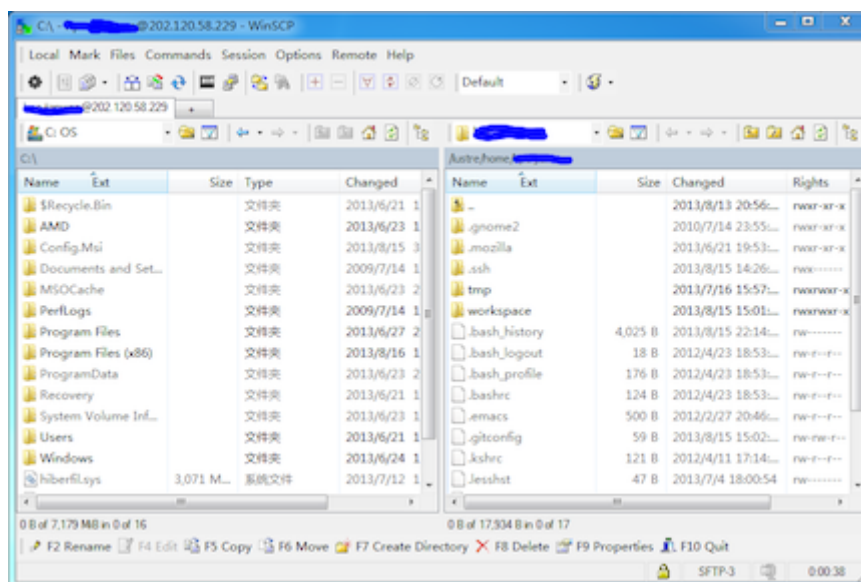 C:\ - @202.120.58.229 - WinSCP
Local Mark Files Commands Session Options Remote Help
Default
@202.120.58.229
C: OS
C:\
/lustre/home/
Name Ext Size Type Changed
Name Ext Size Changed Rights
$Recycle.Bin 文件夹 2013/6/21 1
.. 2013/8/13 20:56:... rwxr-xr-x
AMD 文件夹 2013/6/23 1
.gnome2 2010/7/14 23:55:... rwxr-xr-x
Config.Msi 文件夹 2013/8/15 3
.mozilla 2013/6/21 19:53:... rwxr-xr-x
Documents and Set... 文件夹 2009/7/14 1
.ssh 2013/8/15 14:26:... rwx------
MSOCache 文件夹 2013/6/23 2
tmp 2013/7/16 15:57:... rwxrwxr-x
PerfLogs 文件夹 2009/7/14 1
workspace 2013/8/15 15:01:... rwxrwxr-x
Program Files 文件夹 2013/6/27 2
.bash_history 4,025 B 2013/8/15 22:14:... rw-------
Program Files (x86) 文件夹 2013/8/16 1
.bash_logout 18 B 2012/4/23 18:53:... rw-r--r--
ProgramData 文件夹 2013/6/23 2
.bash_profile 176 B 2012/4/23 18:53:... rw-r--r--
Recovery 文件夹 2013/6/21 1
.bashrc 124 B 2012/4/23 18:53:... rw-r--r--
System Volume Inf... 文件夹 2013/6/23 1
.emacs 500 B 2012/2/27 20:46:... rw-r--r--
Users 文件夹 2013/6/21 1
.gitconfig 59 B 2013/8/15 15:02:... rw-rw-r--
Windows 文件夹 2013/6/24 1
.kshrc 121 B 2012/4/11 17:14:... rw-r--r--
hiberfil.sys 3,071 M... 系统文件 2013/7/12 1
.lesshst 47 B 2013/7/4 18:00:54 rw-------
0 B of 7,179 MiB in 0 of 16
0 B of 17,934 B in 0 of 17
F2 Rename F4 Edit F5 Copy F6 Move F7 Create Directory F8 Delete F9 Properties F10 Quit
SFTP-3 0:00:38